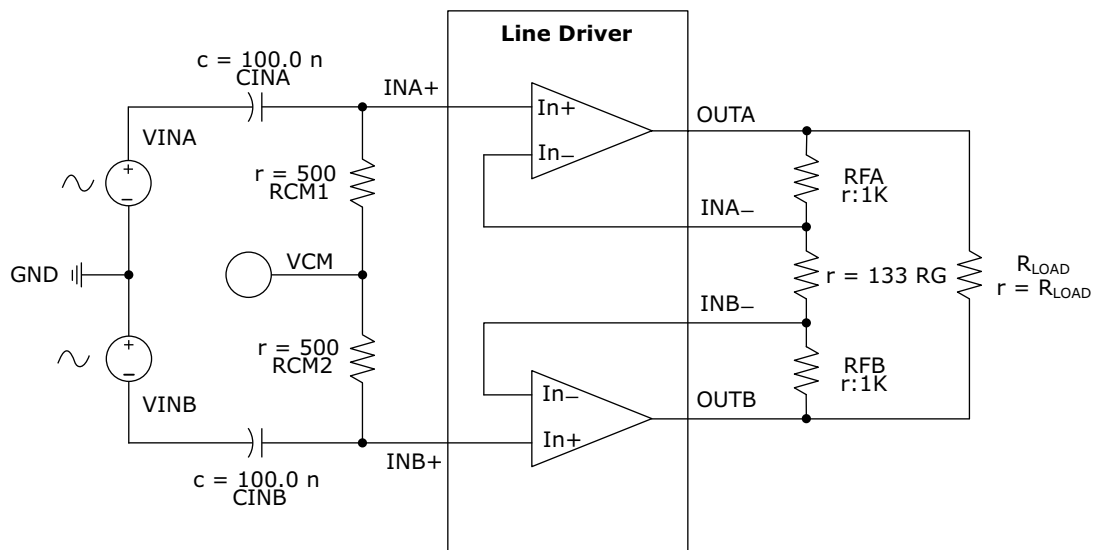 Line Driver
c = 100.0 n
CINA
INA+
In+
OUTA
VINA
In−
+
−
r = 500
RCM1
RFA
r:1K
INA−
GND
VCM
r = 133 RG
RLOAD
r = RLOAD
INB−
+
−
r = 500
RCM2
RFB
r:1K
VINB
In−
OUTB
In+
INB+
c = 100.0 n
CINB